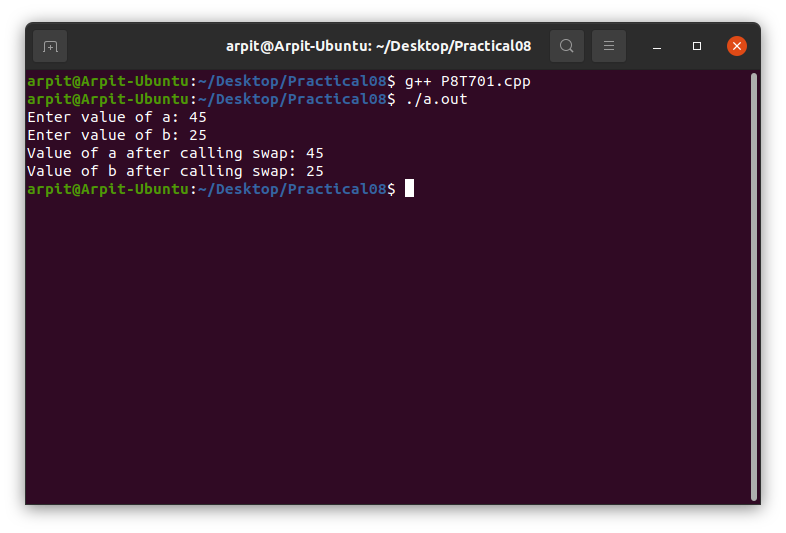 arpit@Arpit-Ubuntu: ~/Desktop/Practical08
arpit@Arpit-Ubuntu:~/Desktop/Practical08$ g++ P8T701.cpp
arpit@Arpit-Ubuntu:~/Desktop/Practical08$ ./a.out
Enter value of a: 45
Enter value of b: 25
Value of a after calling swap: 45
Value of b after calling swap: 25
arpit@Arpit-Ubuntu:~/Desktop/Practical08$